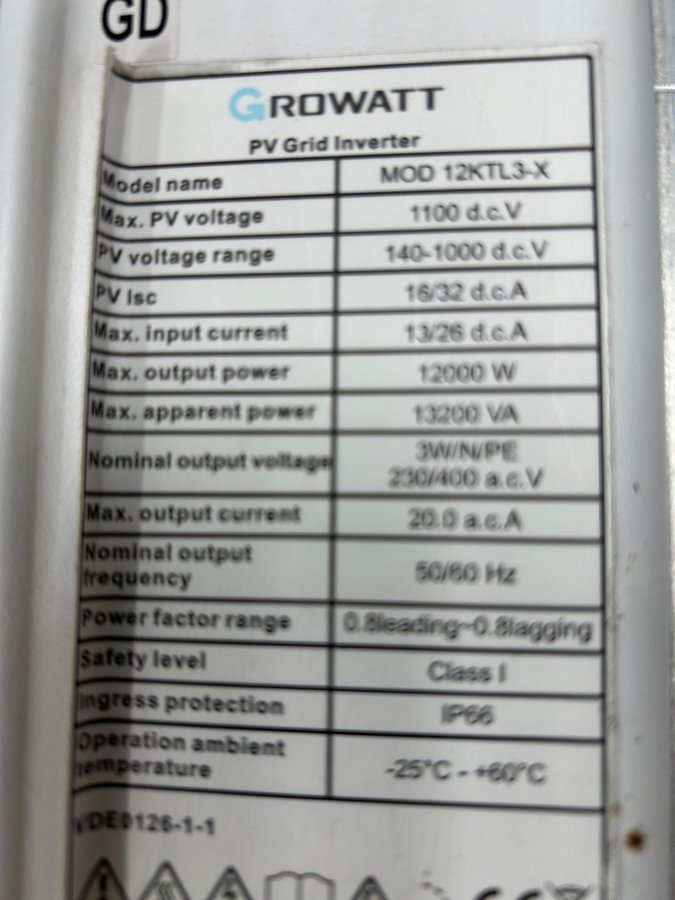 GD
GROWATT
PV Grid Inverter
Model name MOD 12KTL3-X
Max. PV voltage 1100 d.c.V
PV voltage range 140-1000 d.c.V
PV Isc 16/32 d.c.A
Max. input current 13/26 d.c.A
Max. output power 12000 W
Max. apparent power 13200 VA
Nominal output voltage 3W/N/PE
230/400 a.c.V
Max. output current 20.0 a.c.A
Nominal output
frequency 50/60 Hz
Power factor range 0.8leading~0.8lagging
Safety level Class I
Ingress protection IP66
Operation ambient
temperature -25°C - +60°C
VDE0126-1-1